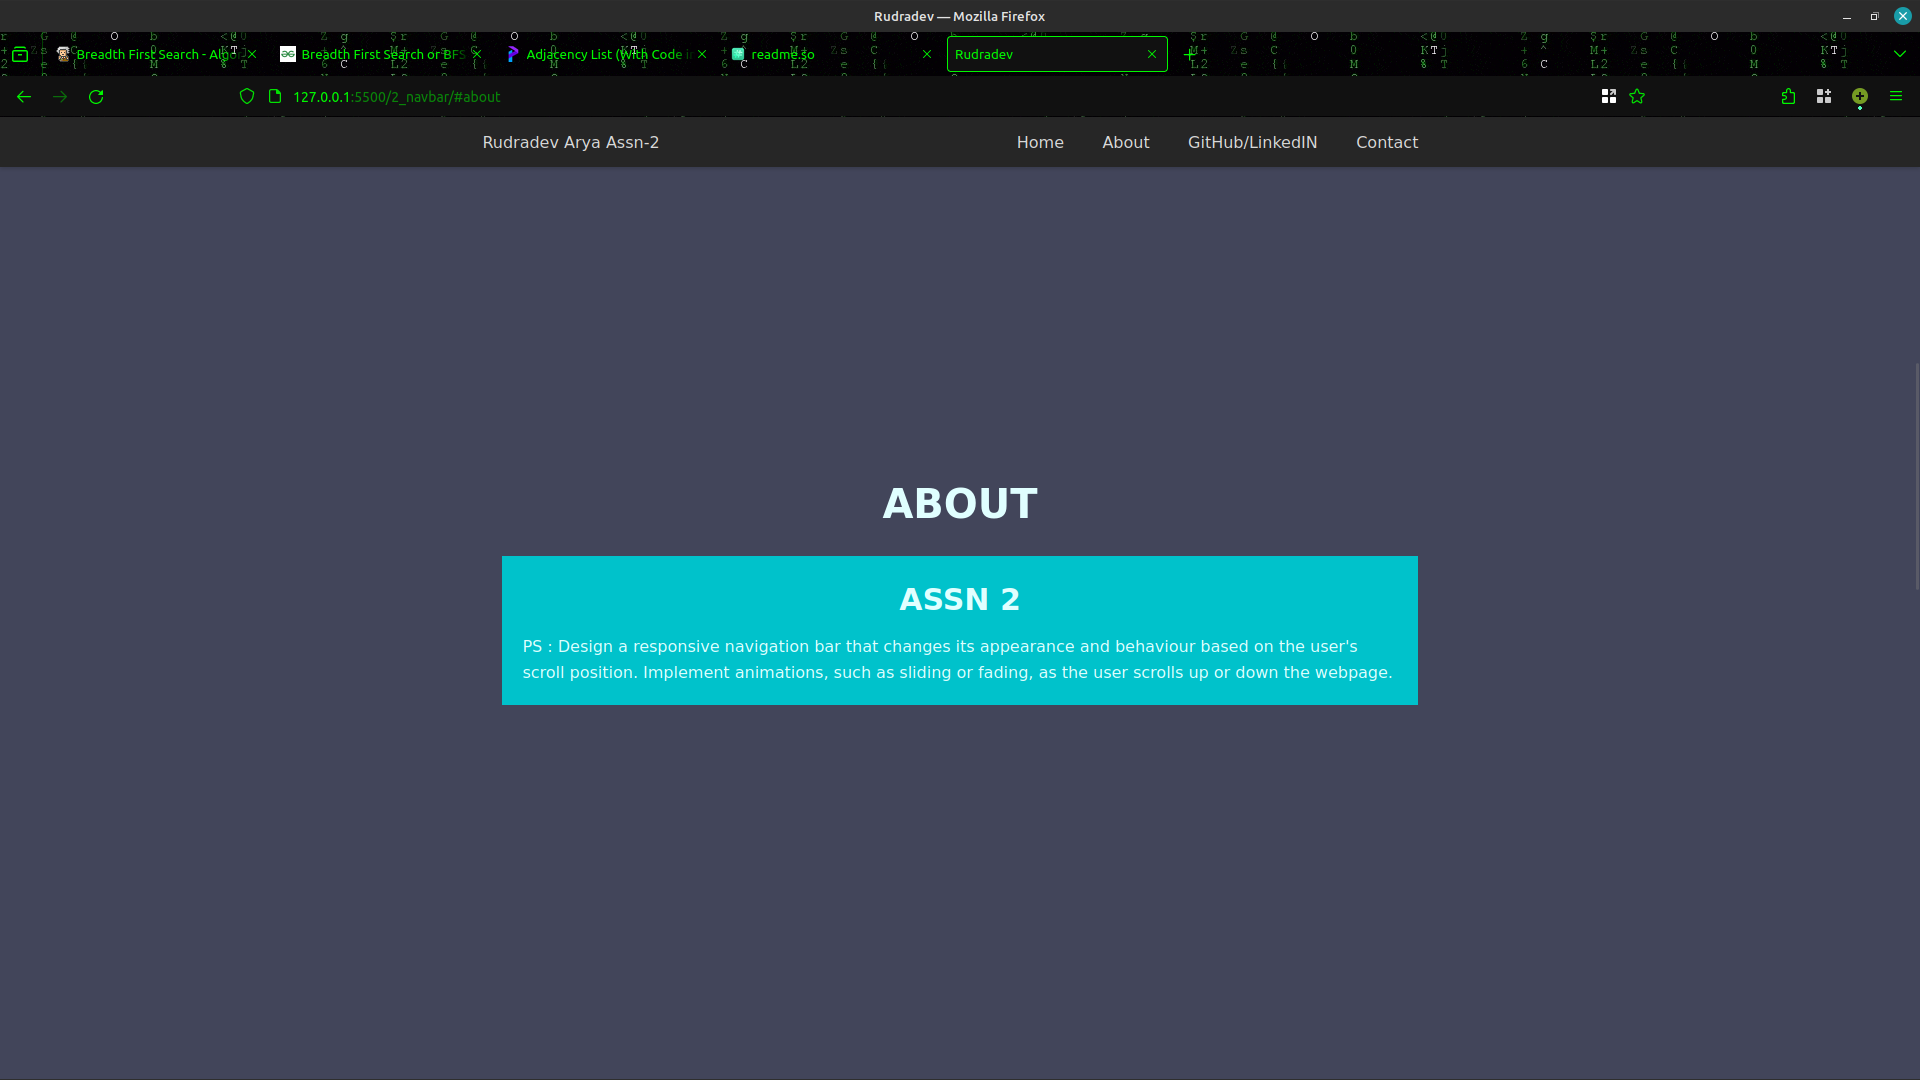 Rudradev — Mozilla Firefox
Breadth First Search - Algo
Breadth First Search or BFS
Adjacency List (With Code in
readme.so
Rudradev
127.0.0.1:5500/2_navbar/#about
Rudradev Arya Assn-2
Home
About
GitHub/LinkedIN
Contact
ABOUT
ASSN 2
PS : Design a responsive navigation bar that changes its appearance and behaviour based on the user's
scroll position. Implement animations, such as sliding or fading, as the user scrolls up or down the webpage.